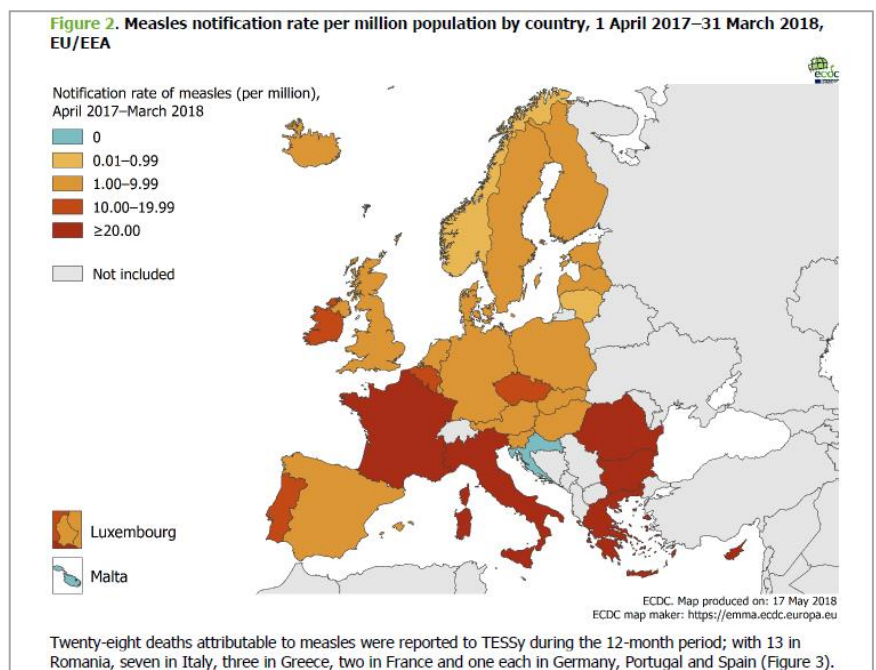 Figure 2. Measles notification rate per million population by country, 1 April 2017–31 March 2018,
EU/EEA
ecdc
Notification rate of measles (per million),
April 2017–March 2018
0
0.01–0.99
1.00–9.99
10.00–19.99
≥20.00
Not included
Luxembourg
Malta
ECDC. Map produced on: 17 May 2018
ECDC map maker: https://emma.ecdc.europa.eu
Twenty-eight deaths attributable to measles were reported to TESSy during the 12-month period; with 13 in
Romania, seven in Italy, three in Greece, two in France and one each in Germany, Portugal and Spain (Figure 3).